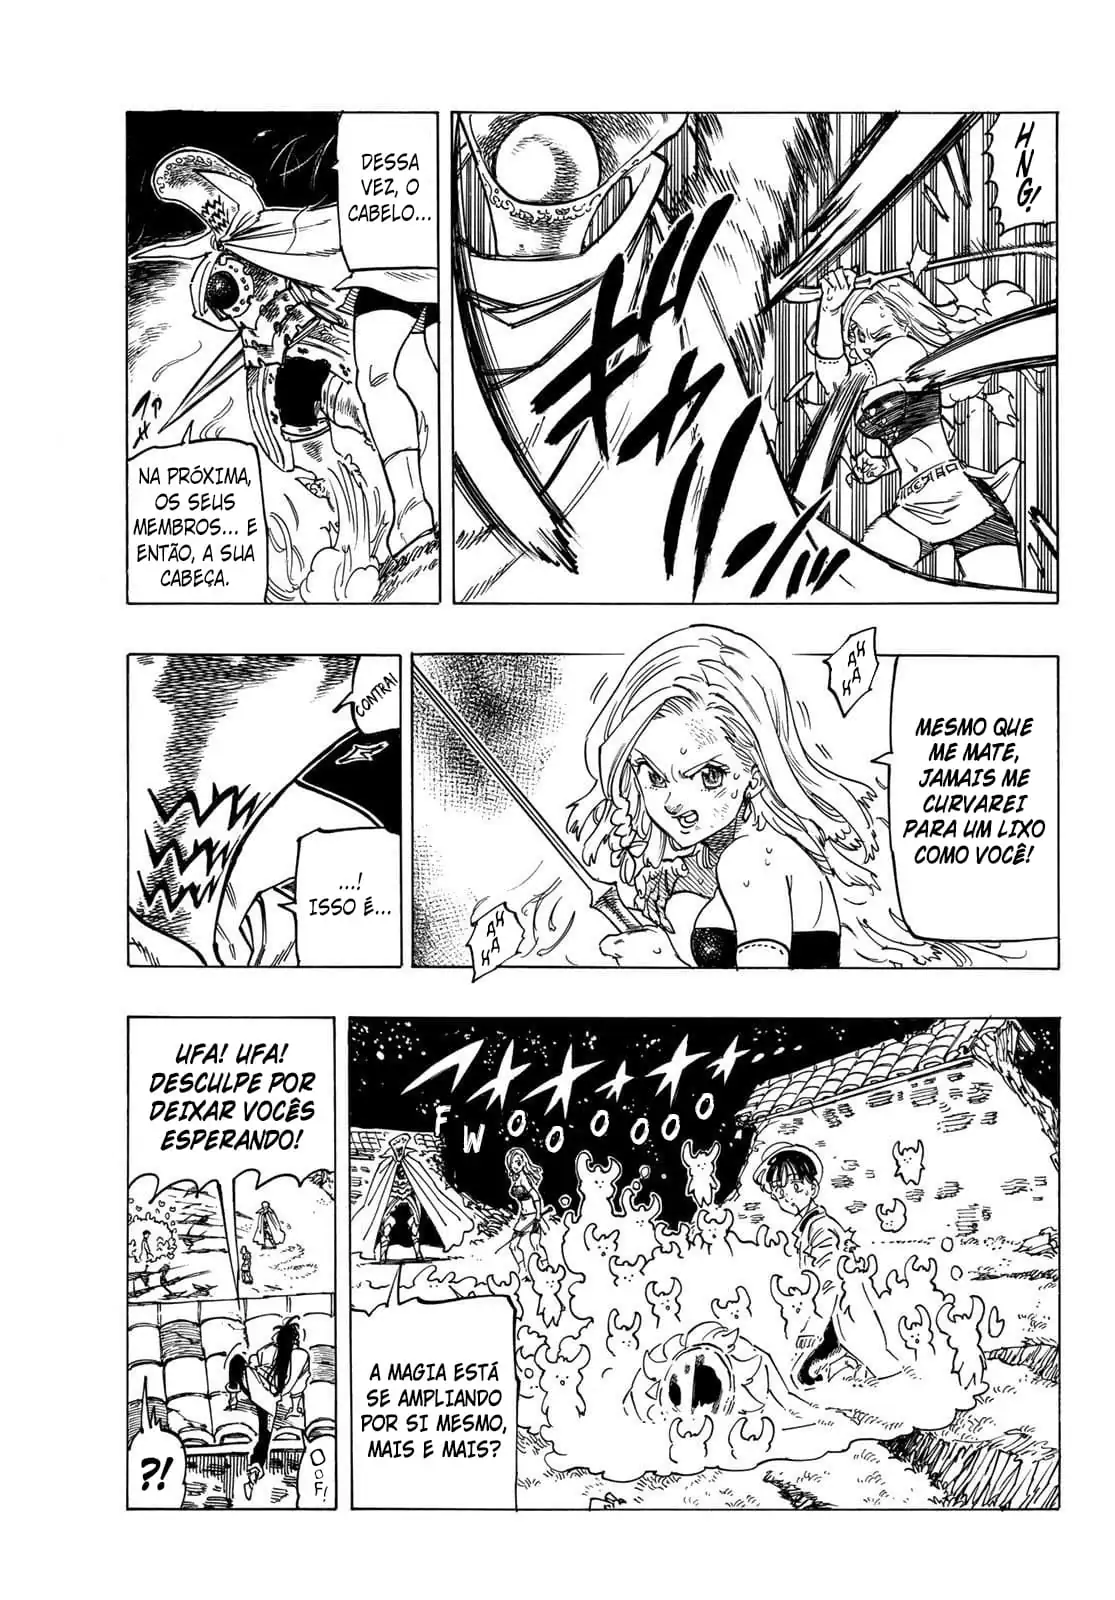 HNG!
DESSA
VEZ, O
CABELO...
NA PRÓXIMA,
OS SEUS
MEMBROS... E
ENTÃO, A SUA
CABEÇA.
MESMO QUE
ME MATE,
JAMAIS ME
CURVAREI
PARA UM LIXO
COMO VOCÊ!
AH
HA
AH
HA
CONTRAI
...!
ISSO É...
FWOOOOOO
A MAGIA ESTÁ
SE AMPLIANDO
POR SI MESMO,
MAIS E MAIS?
UFA! UFA!
DESCULPE POR
DEIXAR VOCÊS
ESPERANDO!
?!
OOF!